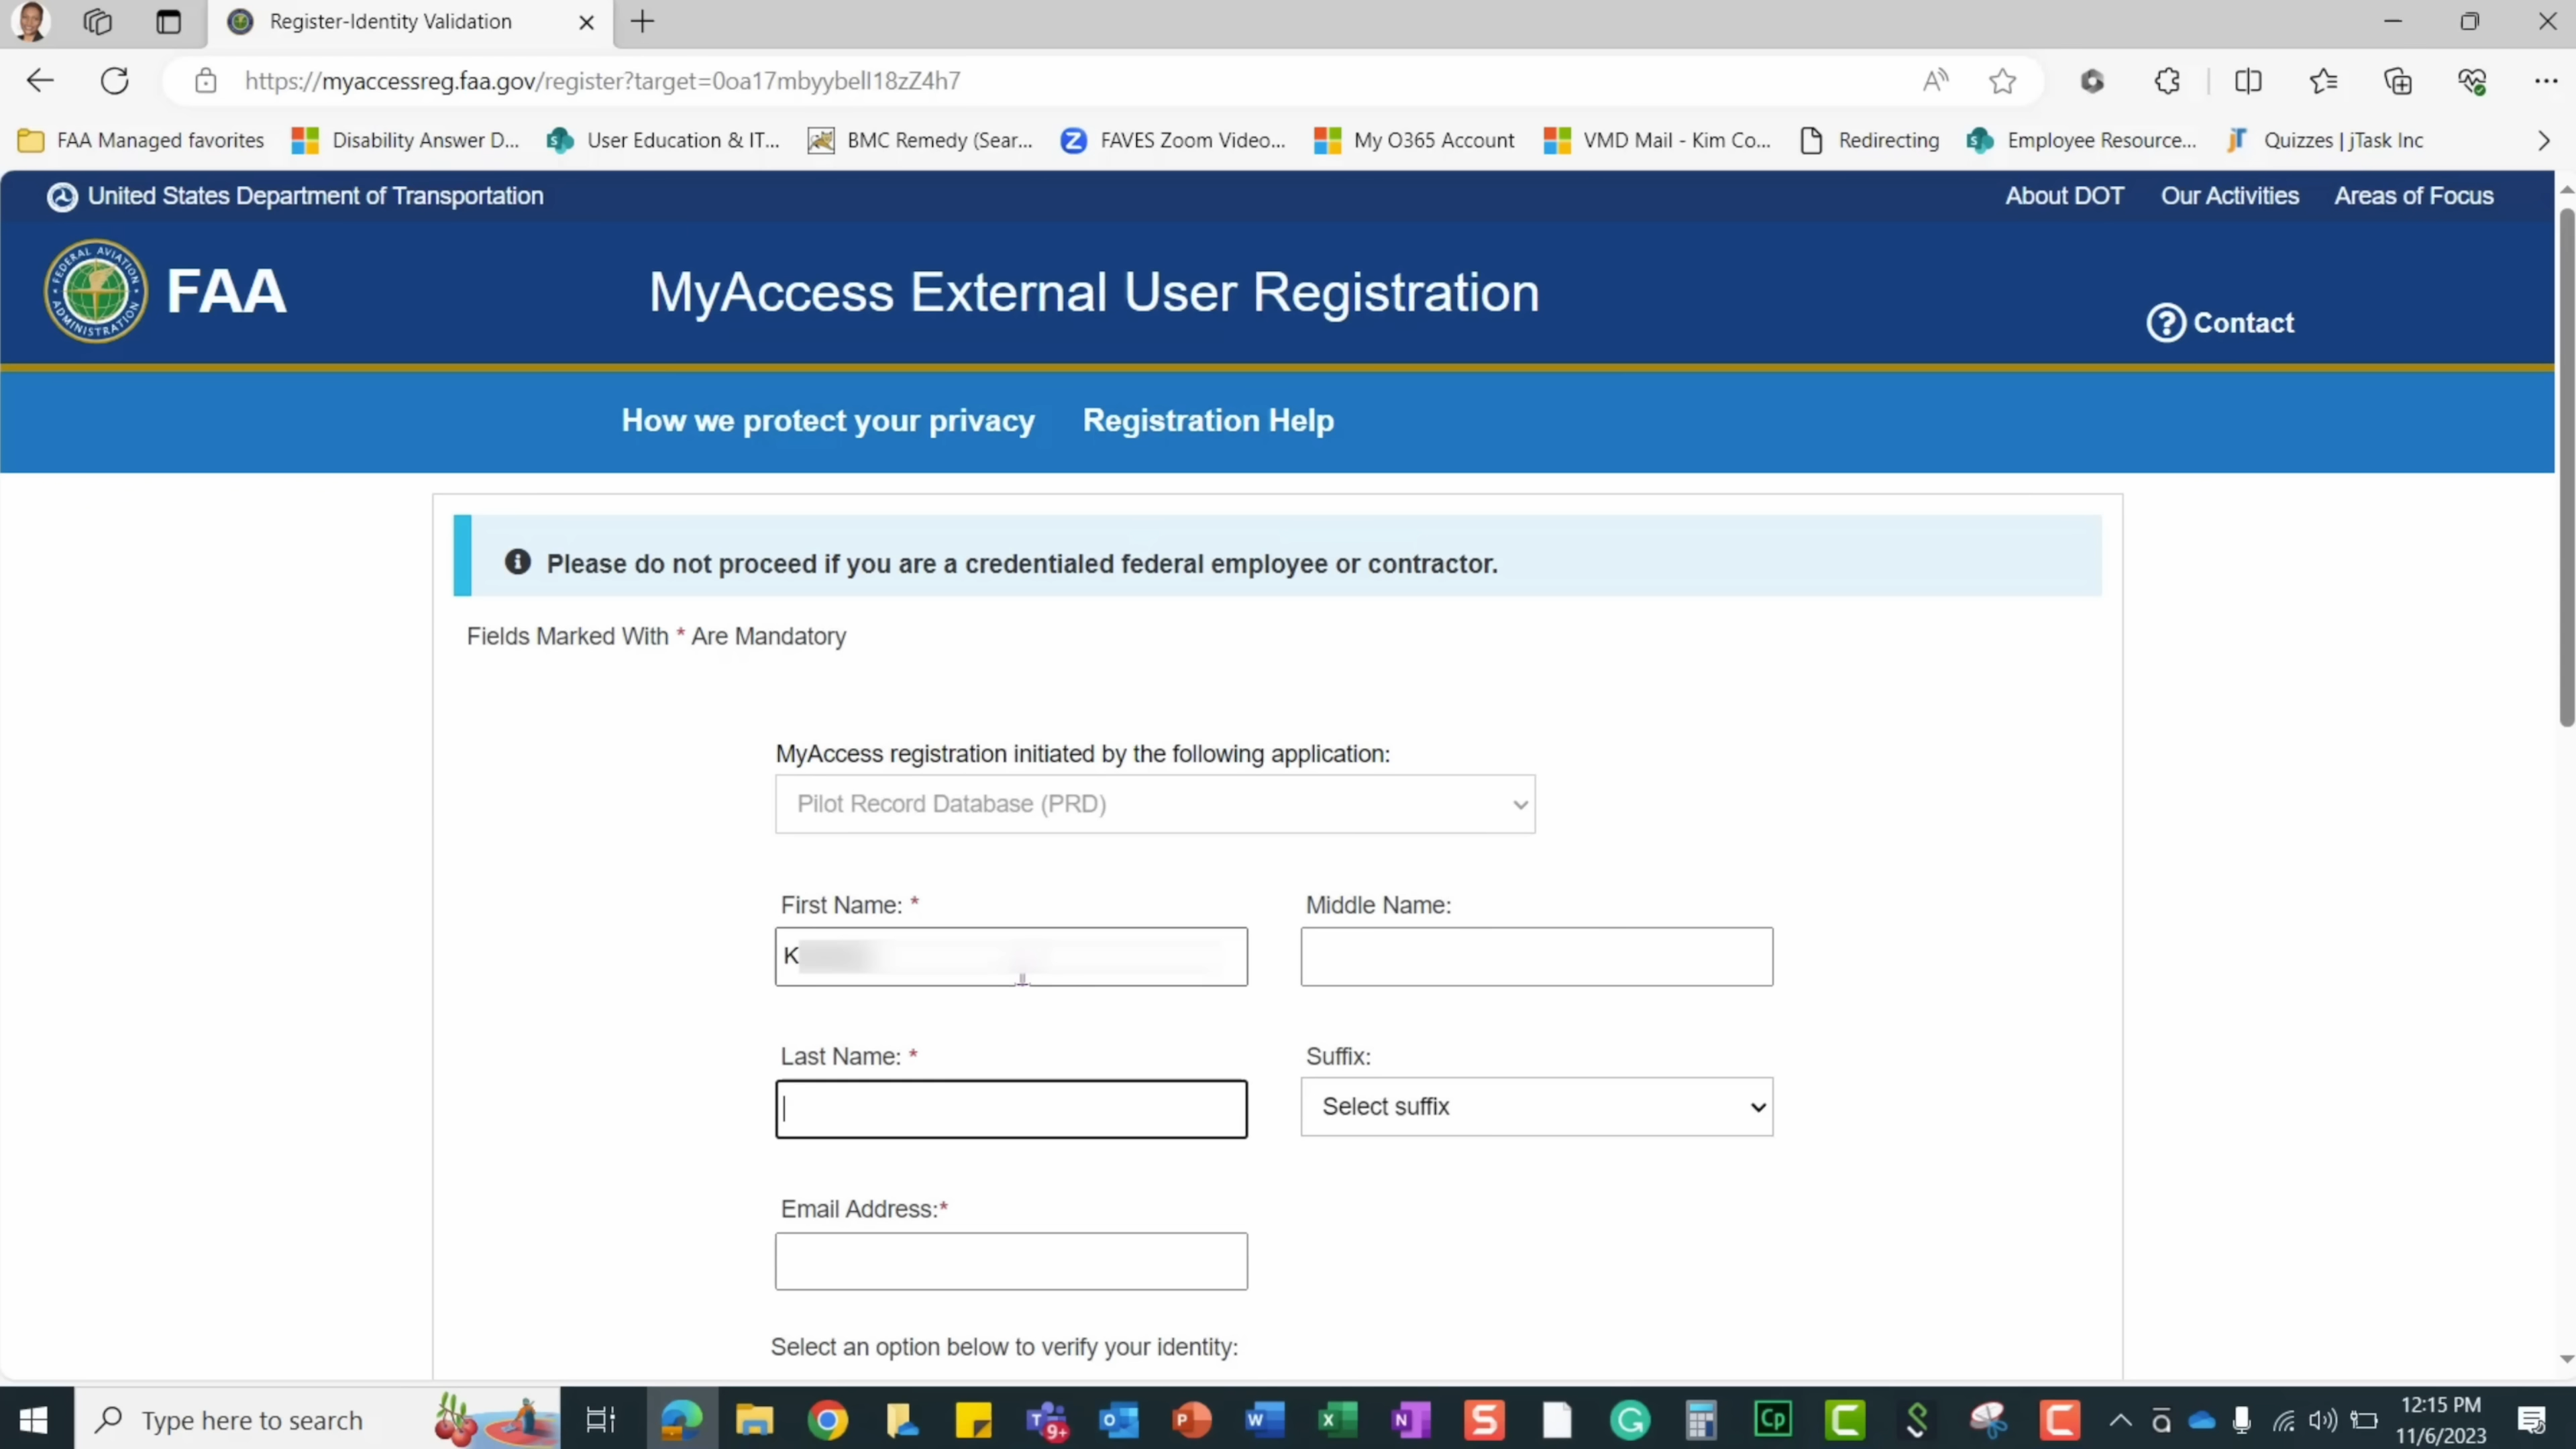 Register-Identity Validation
https://myaccessreg.faa.gov/register?target=0oa17mbyybelI18zZ4h7
FAA Managed favorites
Disability Answer D...
User Education & IT...
BMC Remedy (Sear...
FAVES Zoom Video...
My O365 Account
VMD Mail - Kim Co...
Redirecting
Employee Resource...
Quizzes | jTask Inc
United States Department of Transportation
About DOT
Our Activities
Areas of Focus
FEDERAL AVIATION ADMINISTRATION
FAA
MyAccess External User Registration
Contact
How we protect your privacy
Registration Help
Please do not proceed if you are a credentialed federal employee or contractor.
Fields Marked With * Are Mandatory
MyAccess registration initiated by the following application:
Pilot Record Database (PRD)
First Name: *
Middle Name:
K
Last Name: *
Suffix:
Select suffix
Email Address:*
Select an option below to verify your identity:
Type here to search
9+
12:15 PM
11/6/2023